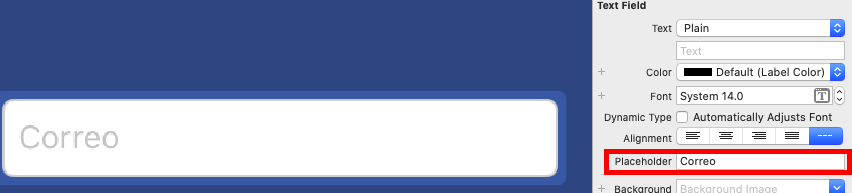 Text Field
Text Plain
Text
+ Color Default (Label Color)
+ Font System 14.0 T
Dynamic Type Automatically Adjusts Font
Correo
Alignment ---
Placeholder Correo
+ Background Background Image